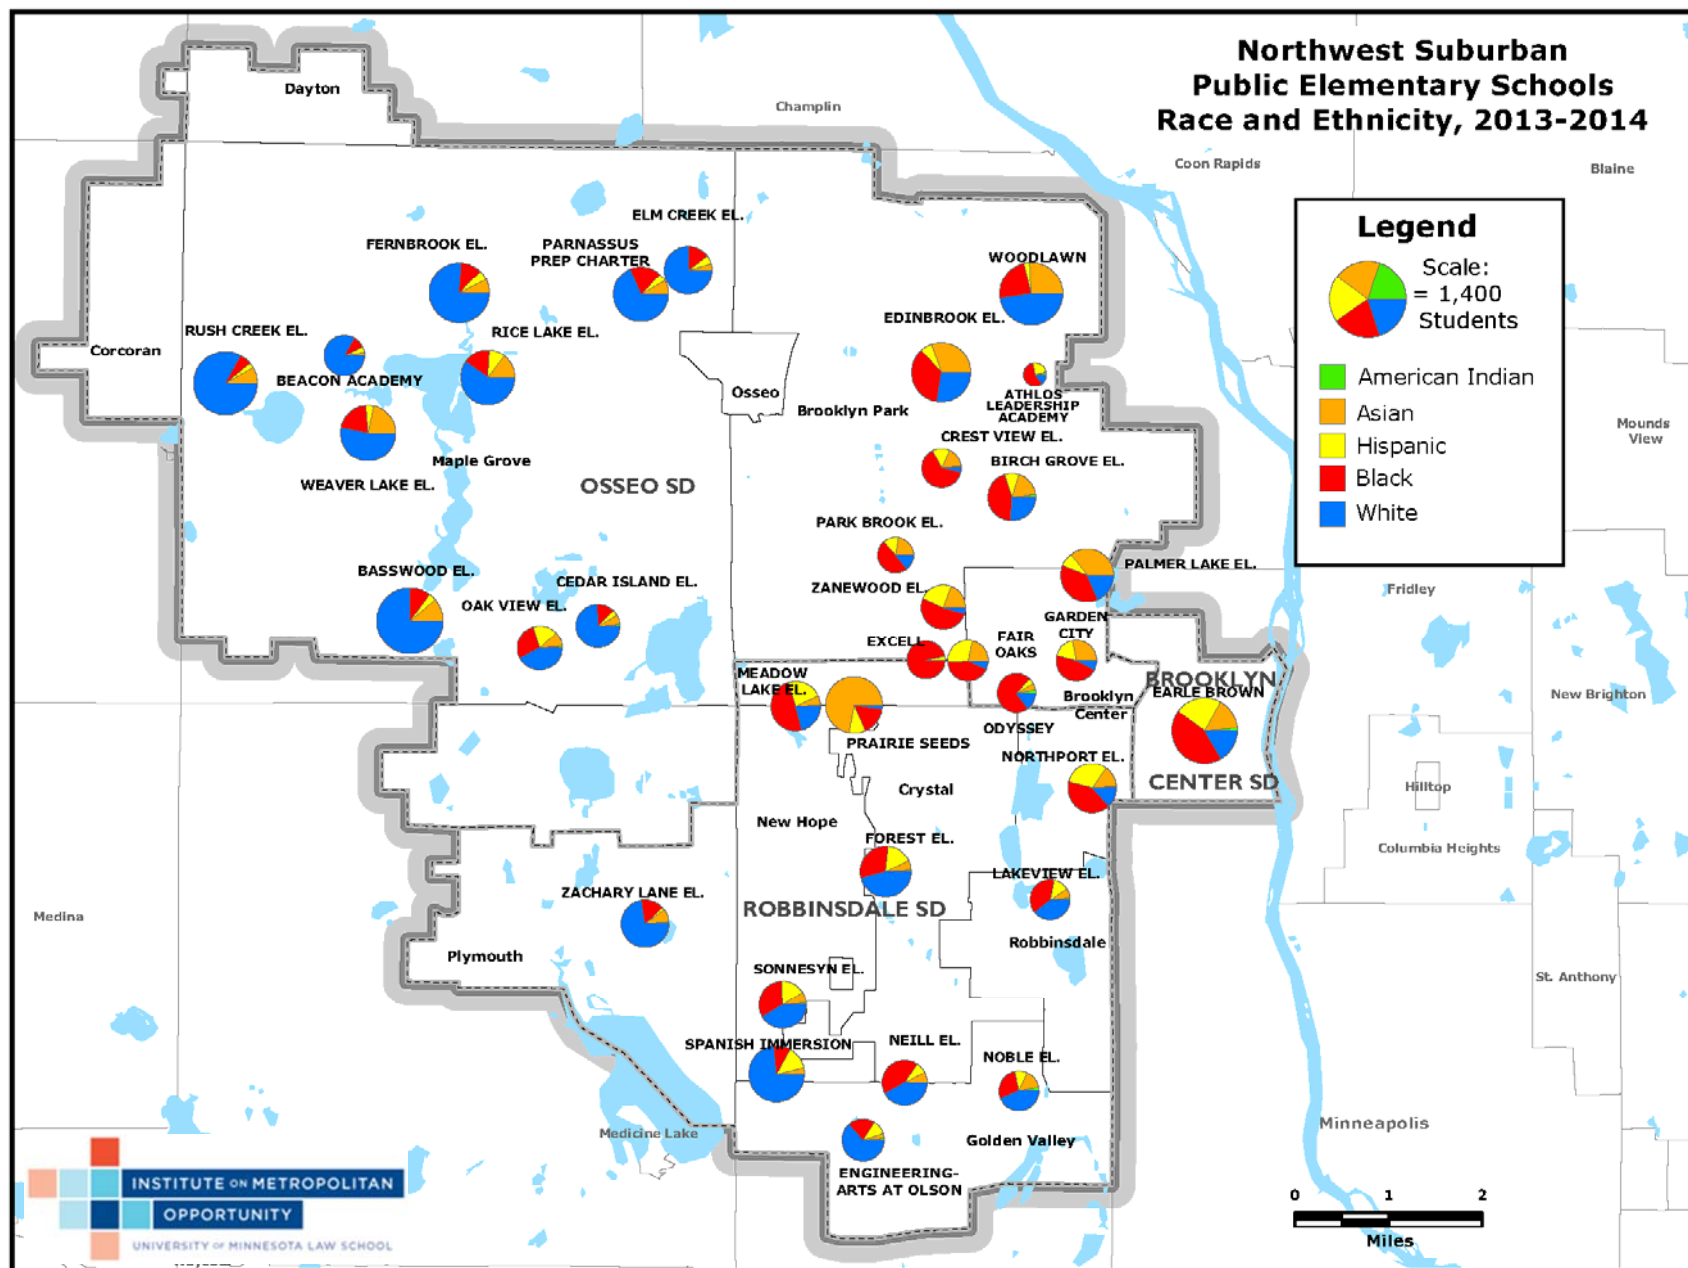 Northwest Suburban
Public Elementary Schools
Race and Ethnicity, 2013-2014
Dayton
Champlin
Coon Rapids
Blaine
Legend
Scale:
= 1,400
Students
American Indian
Asian
Hispanic
Black
White
ELM CREEK EL.
FERNBROOK EL.
PARNASSUS
PREP CHARTER
WOODLAWN
EDINBROOK EL.
RUSH CREEK EL.
RICE LAKE EL.
Corcoran
BEACON ACADEMY
Osseo
Brooklyn Park
ATHLOS
LEADERSHIP
ACADEMY
Mounds
View
CREST VIEW EL.
BIRCH GROVE EL.
Maple Grove
WEAVER LAKE EL.
OSSEO SD
PARK BROOK EL.
PALMER LAKE EL.
BASSWOOD EL.
CEDAR ISLAND EL.
OAK VIEW EL.
ZANEWOOD EL.
Fridley
GARDEN
CITY
FAIR
OAKS
EXCELL
MEADOW
LAKE EL.
BROOKLYN
EARLE BROWN
Brooklyn
Center
New Brighton
ODYSSEY
PRAIRIE SEEDS
NORTHPORT EL.
CENTER SD
Crystal
Hilltop
New Hope
FOREST EL.
Columbia Heights
LAKEVIEW EL.
ZACHARY LANE EL.
ROBBINSDALE SD
Medina
Plymouth
Robbinsdale
SONNESYN EL.
St. Anthony
SPANISH IMMERSION
NEILL EL.
NOBLE EL.
Medicine Lake
Golden Valley
Minneapolis
ENGINEERING-
ARTS AT OLSON
0 1 2
Miles
INSTITUTE ON METROPOLITAN
OPPORTUNITY
UNIVERSITY OF MINNESOTA LAW SCHOOL